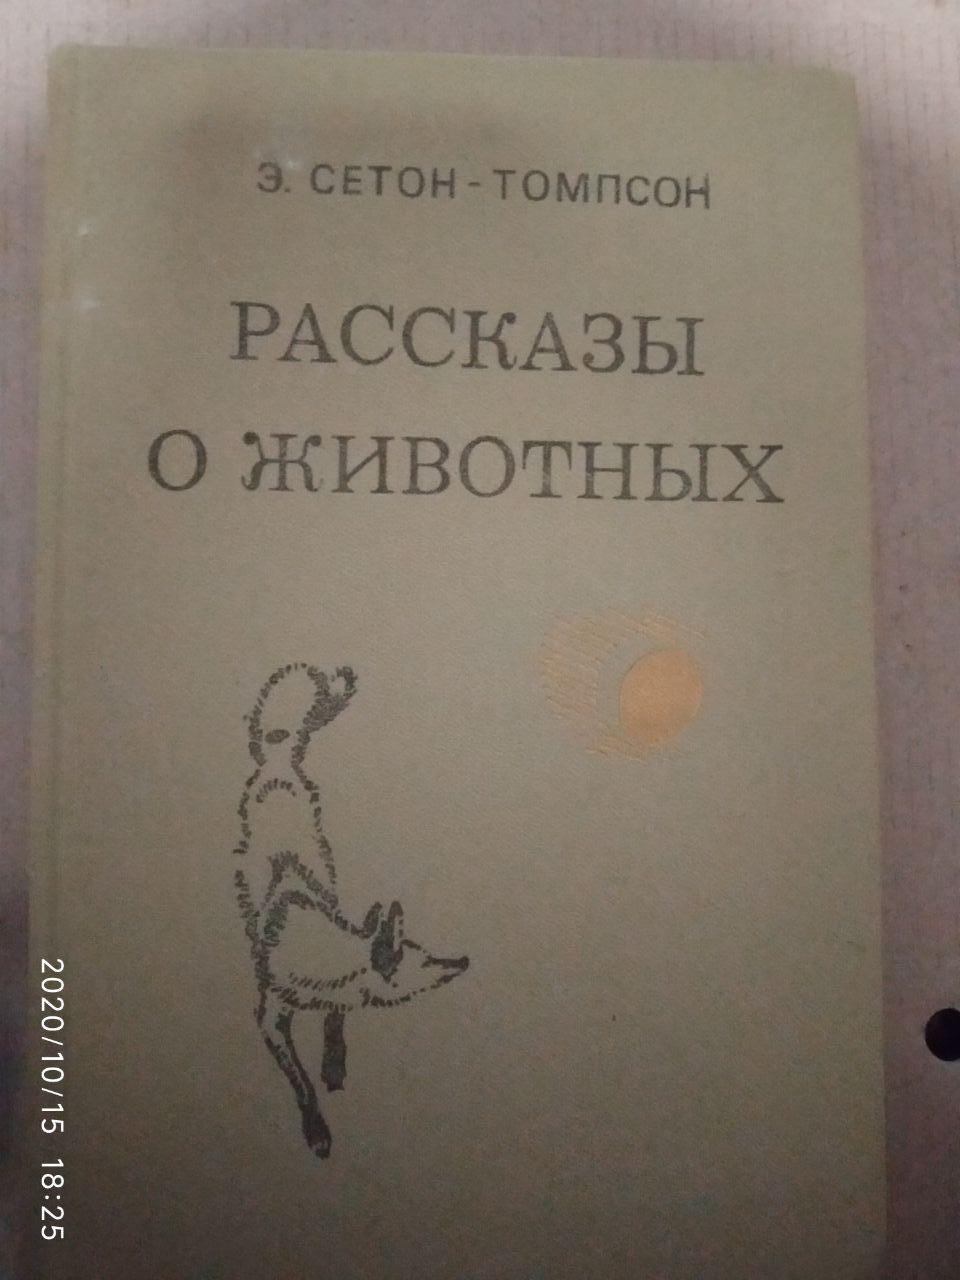 Э. СЕТОН-ТОМПСОН
РАССКАЗЫ
О ЖИВОТНЫХ
2020/10/15 18:25